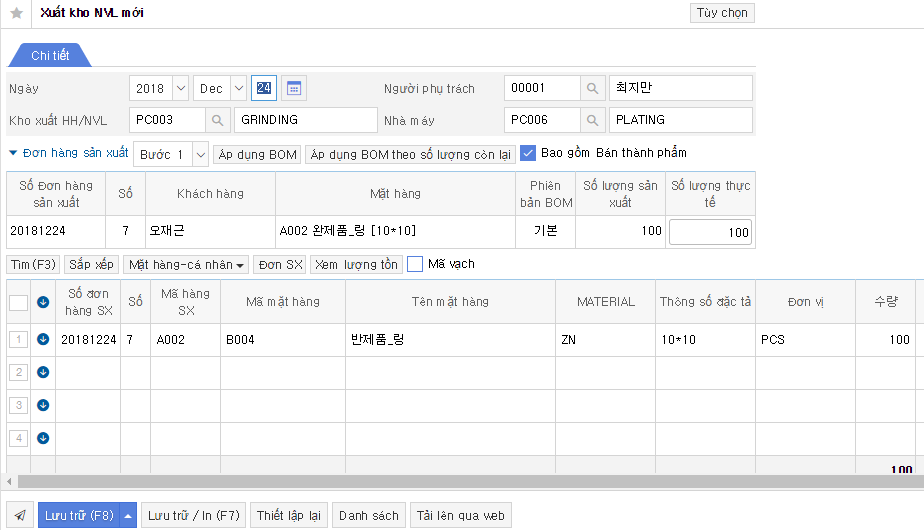 Xuất kho NVL mới
Tùy chọn
Chi tiết
Ngày 2018 Dec 24 Người phụ trách 00001 최지만
Kho xuất HH/NVL PC003 GRINDING Nhà máy PC006 PLATING
Đơn hàng sản xuất Bước 1 Áp dụng BOM Áp dụng BOM theo số lượng còn lại Bao gồm Bán thành phẩm
Số Đơn hàng sản xuất Số Khách hàng Mặt hàng Phiên bản BOM Số lượng sản xuất Số lượng thực tế
20181224 7 오재근 A002 완제품_링 [10*10] 기본 100 100
Tìm (F3) Sắp xếp Mặt hàng-cá nhân Đơn SX Xem lượng tồn Mã vạch
Số đơn hàng SX Số Mã hàng SX Mã mặt hàng Tên mặt hàng MATERIAL Thông số đặc tả Đơn vị 수량
1 20181224 7 A002 B004 반제품_링 ZN 10*10 PCS 100
2
3
4
100
Lưu trữ (F8) Lưu trữ / In (F7) Thiết lập lại Danh sách Tải lên qua web